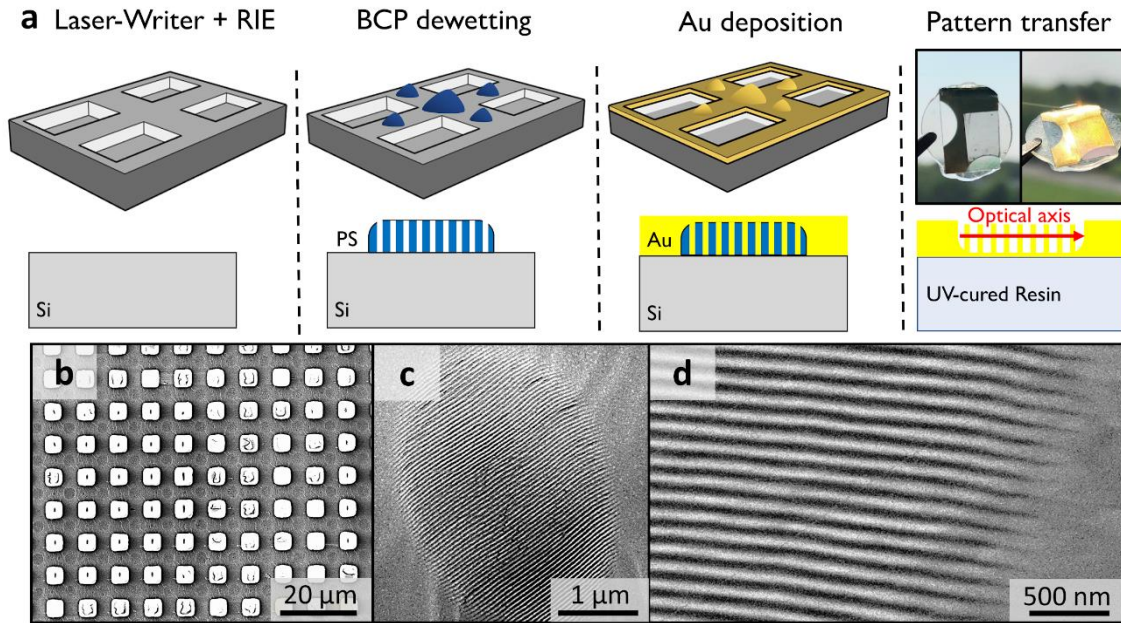 a Laser-Writer + RIE
BCP dewetting
Au deposition
Pattern transfer
Si
PS
Si
Au
Si
Optical axis
UV-cured Resin
b
20 µm
c
1 µm
d
500 nm